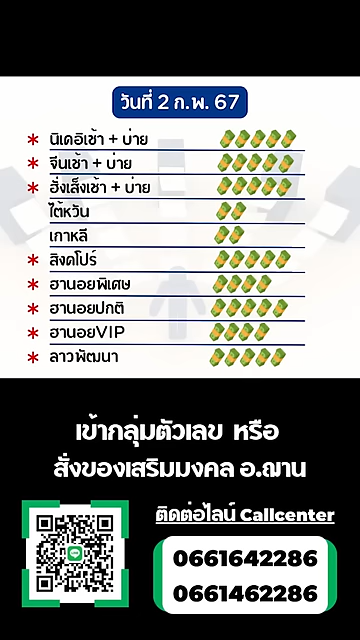 วันที่ 2 ก.พ. 67
* นิเคอิเช้า + บ่าย
* จีนเช้า + บ่าย
* ฮั่งเส็งเช้า + บ่าย
ไต้หวัน
เกาหลี
* สิงคโปร์
* ฮานอยพิเศษ
* ฮานอยปกติ
* ฮานอยVIP
* ลาวพัฒนา
เข้ากลุ่มตัวเลข หรือ
สั่งของเสริมมงคล อ.ฌาน
ติดต่อไลน์ Callcenter
0661642286
0661462286